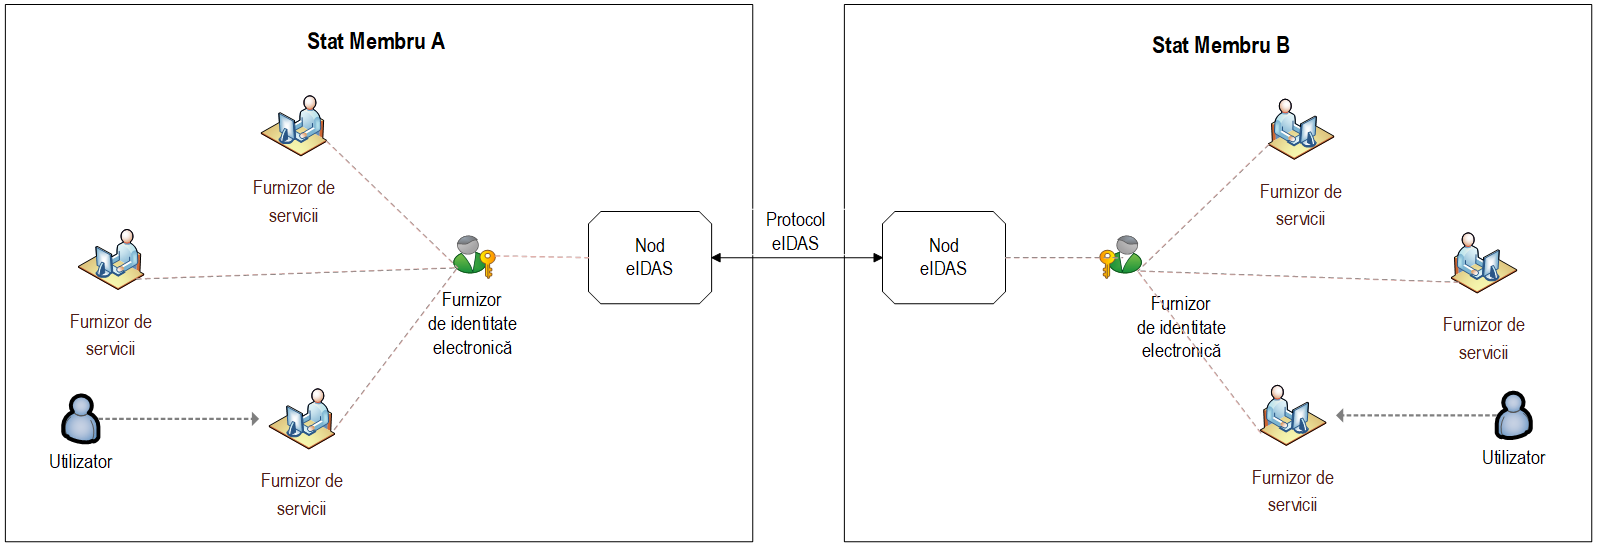 Stat Membru A
Furnizor de
servicii
Furnizor de
servicii
Furnizor
de identitate
electronică
Nod
eIDAS
Utilizator
Furnizor de
servicii
Protocol
eIDAS
Stat Membru B
Furnizor de
servicii
Nod
eIDAS
Furnizor
de identitate
electronică
Furnizor de
servicii
Furnizor de
servicii
Utilizator